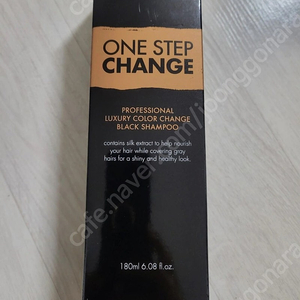 ONE STEP
CHANGE
PROFESSIONAL
LUXURY COLOR CHANGE
BLACK SHAMPOO
contains silk extract to help nourish
your hair while covering gray
hairs for a shiny and healthy look.
180ml 6.08 fl.oz.
cafe.naver.com/joonggonara